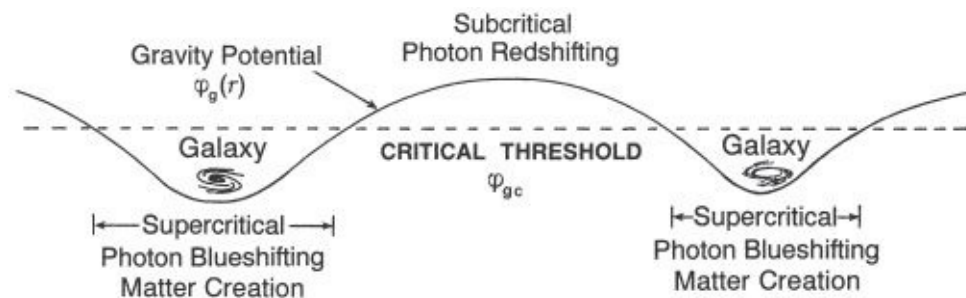 Subcritical
Photon Redshifting
Gravity Potential
φg(r)
Galaxy
CRITICAL THRESHOLD
φgc
Galaxy
Supercritical
Photon Blueshifting
Matter Creation
Supercritical
Photon Blueshifting
Matter Creation